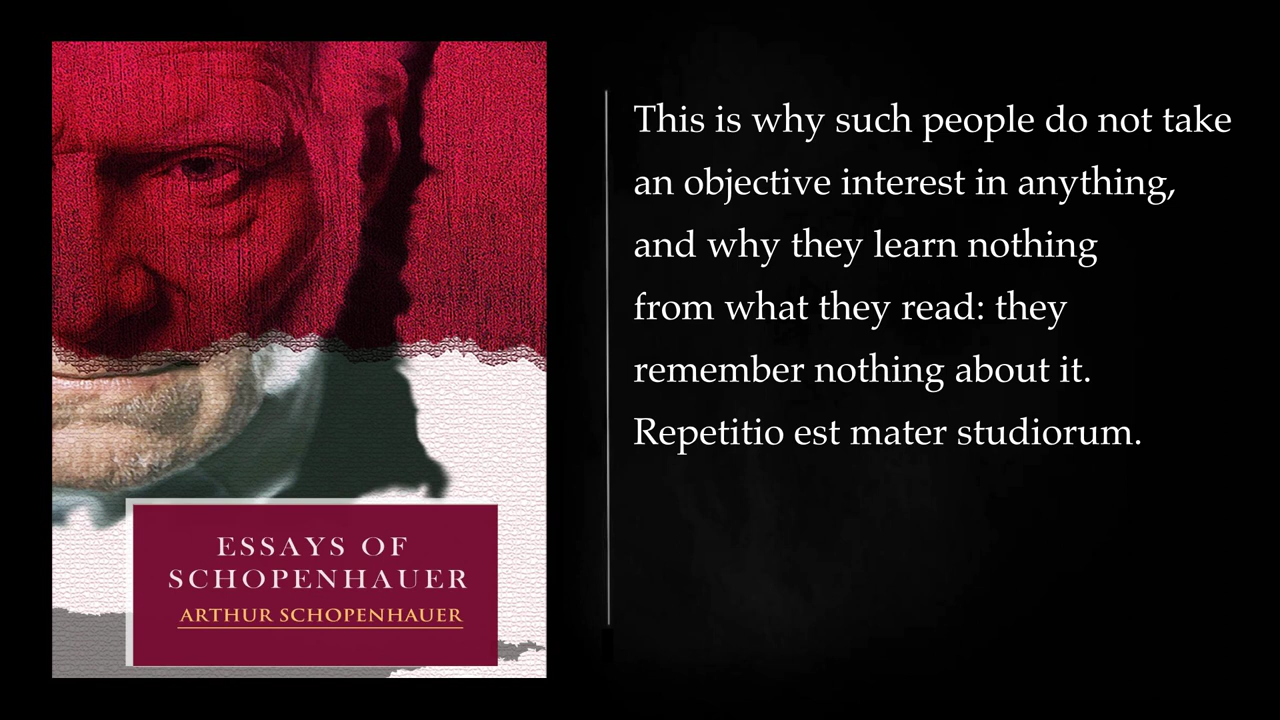 ESSAYS OF
SCHOPENHAUER
ARTHUR SCHOPENHAUER
This is why such people do not take
an objective interest in anything,
and why they learn nothing
from what they read: they
remember nothing about it.
Repetitio est mater studiorum.